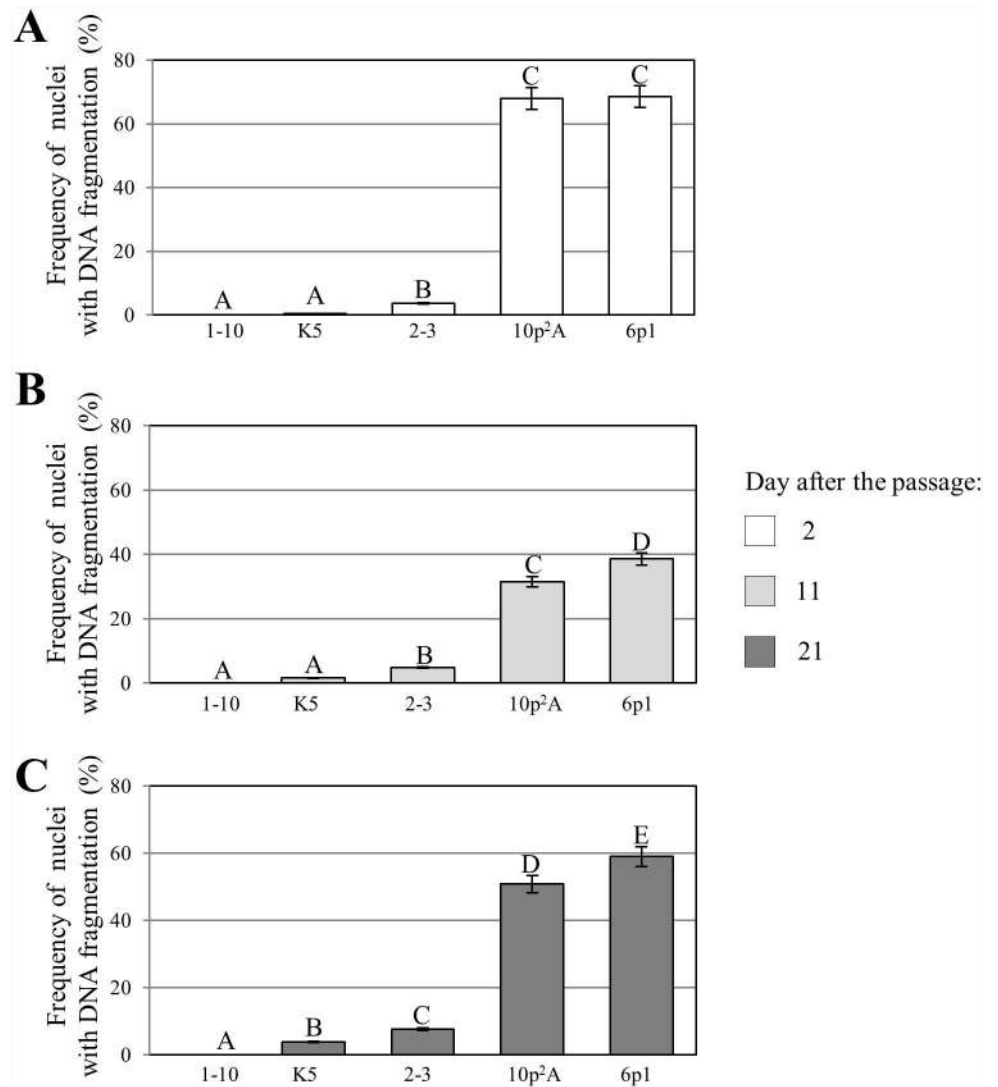 A
Frequency of nuclei
with DNA fragmentation (%)
80
60
40
20
0
A
A
B
C
C
1-10
K5
2-3
10p²A
6p1
B
Frequency of nuclei
with DNA fragmentation (%)
80
60
40
20
0
A
A
B
C
D
1-10
K5
2-3
10p²A
6p1
Day after the passage:
2
11
21
C
Frequency of nuclei
with DNA fragmentation (%)
80
60
40
20
0
A
B
C
D
E
1-10
K5
2-3
10p²A
6p1